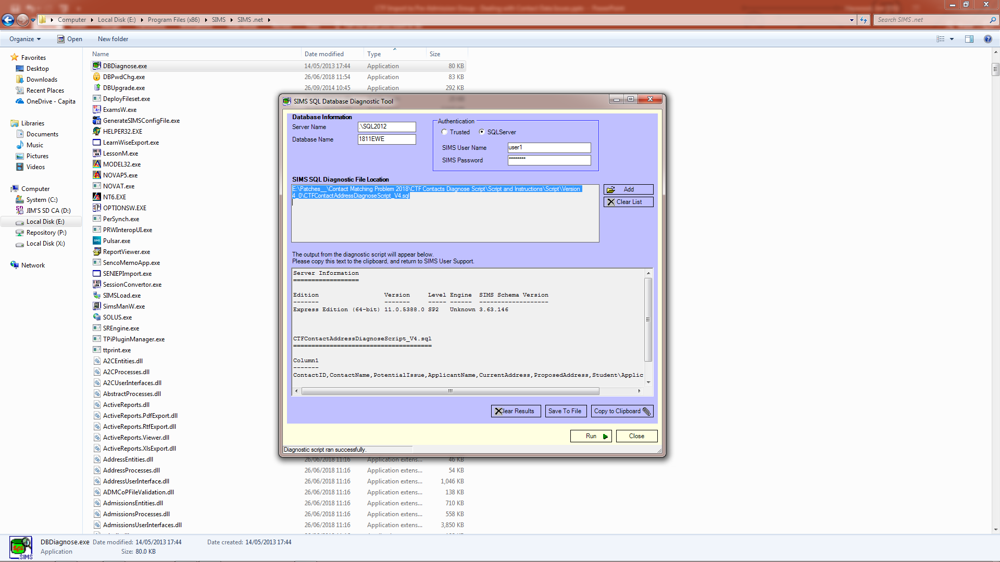 Computer Local Disk (E:) Program Files (x86) SIMS SIMS .net
Search SIMS .net
Organize Open New folder
Favorites
Desktop
Downloads
Recent Places
OneDrive - Capita
Libraries
Documents
Music
Pictures
Videos
Computer
System (C:)
JIM'S SD CA (D:)
Local Disk (E:)
Repository (P:)
Local Disk (X:)
Network
Name Date modified Type Size
DBDiagnose.exe 14/05/2013 17:44 Application 80 KB
DBPwdChg.exe 26/06/2018 11:54 Application 83 KB
DBUpgrade.exe 26/09/2014 10:45 Application 292 KB
DeployFileset.exe
ExamsW.exe
GenerateSIMSConfigFile.exe
HELPER32.EXE
LearnWiseExport.exe
LessonM.exe
MODEL32.exe
NOVAP5.exe
NOVAT.exe
NT6.EXE
OPTIONSW.EXE
PerSynch.exe
PRWInteropUI.exe
Pulsar.exe
ReportViewer.exe
SencoMemoApp.exe
SENIEPImport.exe
SessionConvertor.exe
SIMSLoad.exe
SimsManW.exe
SOLUS.exe
SREngine.exe
TPiPluginManager.exe
ttprint.exe
A2CEntities.dll
A2CProcesses.dll
A2CUserInterfaces.dll
AbstractProcesses.dll
ActiveReports.dll
ActiveReports.PdfExport.dll
ActiveReports.RtfExport.dll
ActiveReports.Viewer.dll
ActiveReports.XlsExport.dll
AddressEntities.dll 26/06/2018 11:16 Application extens... 46 KB
AddressProcesses.dll 26/06/2018 11:16 Application extens... 54 KB
AddressUserInterface.dll 26/06/2018 11:16 Application extens... 1,046 KB
ADMCoPFileValidation.dll 26/06/2018 11:16 Application extens... 138 KB
AdmissionsEntities.dll 26/06/2018 11:16 Application extens... 710 KB
AdmissionsProcesses.dll 26/06/2018 11:16 Application extens... 558 KB
AdmissionsUserInterfaces.dll 26/06/2018 11:16 Application extens... 3,850 KB
SIMS SQL Database Diagnostic Tool
Database Information
Server Name .\SQL2012
Database Name 1811EWE
Authentication
Trusted SQLServer
SIMS User Name user1
SIMS Password ********
SIMS SQL Diagnostic File Location
E:\Patches__\Contact Matching Problem 2018\CTF Contacts Diagnose Script\Script and Instructions\Script\Version
4_0\CTFContactAddressDiagnoseScript_V4.sql
Add
Clear List
The output from the diagnostic script will appear below.
Please copy this text to the clipboard, and return to SIMS User Support.
Server Information
==================
Edition Version Level Engine SIMS Schema Version
------- ------- ----- ------ -------------------
Express Edition (64-bit) 11.0.5388.0 SP2 Unknown 3.63.146
CTFContactAddressDiagnoseScript_V4.sql
======================================
Column1
-------
ContactID,ContactName,PotentialIssue,ApplicantName,CurrentAddress,ProposedAddress,Student\Applic
Clear Results Save To File Copy to Clipboard
Run Close
Diagnostic script ran successfully.
SQL
SIMS
DBDiagnose.exe Date modified: 14/05/2013 17:44 Date created: 14/05/2013 17:44
Application Size: 80.0 KB